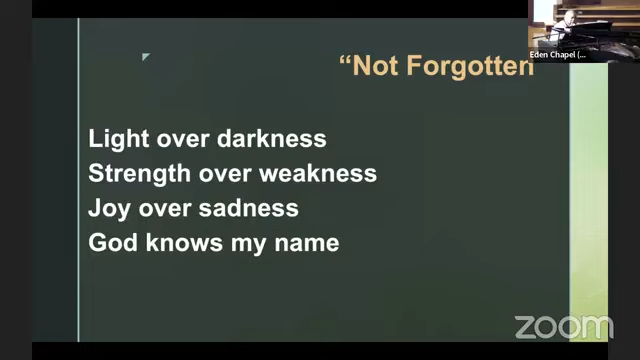 “Not Forgotten
Eden Chapel (...
Light over darkness
Strength over weakness
Joy over sadness
God knows my name
zoom